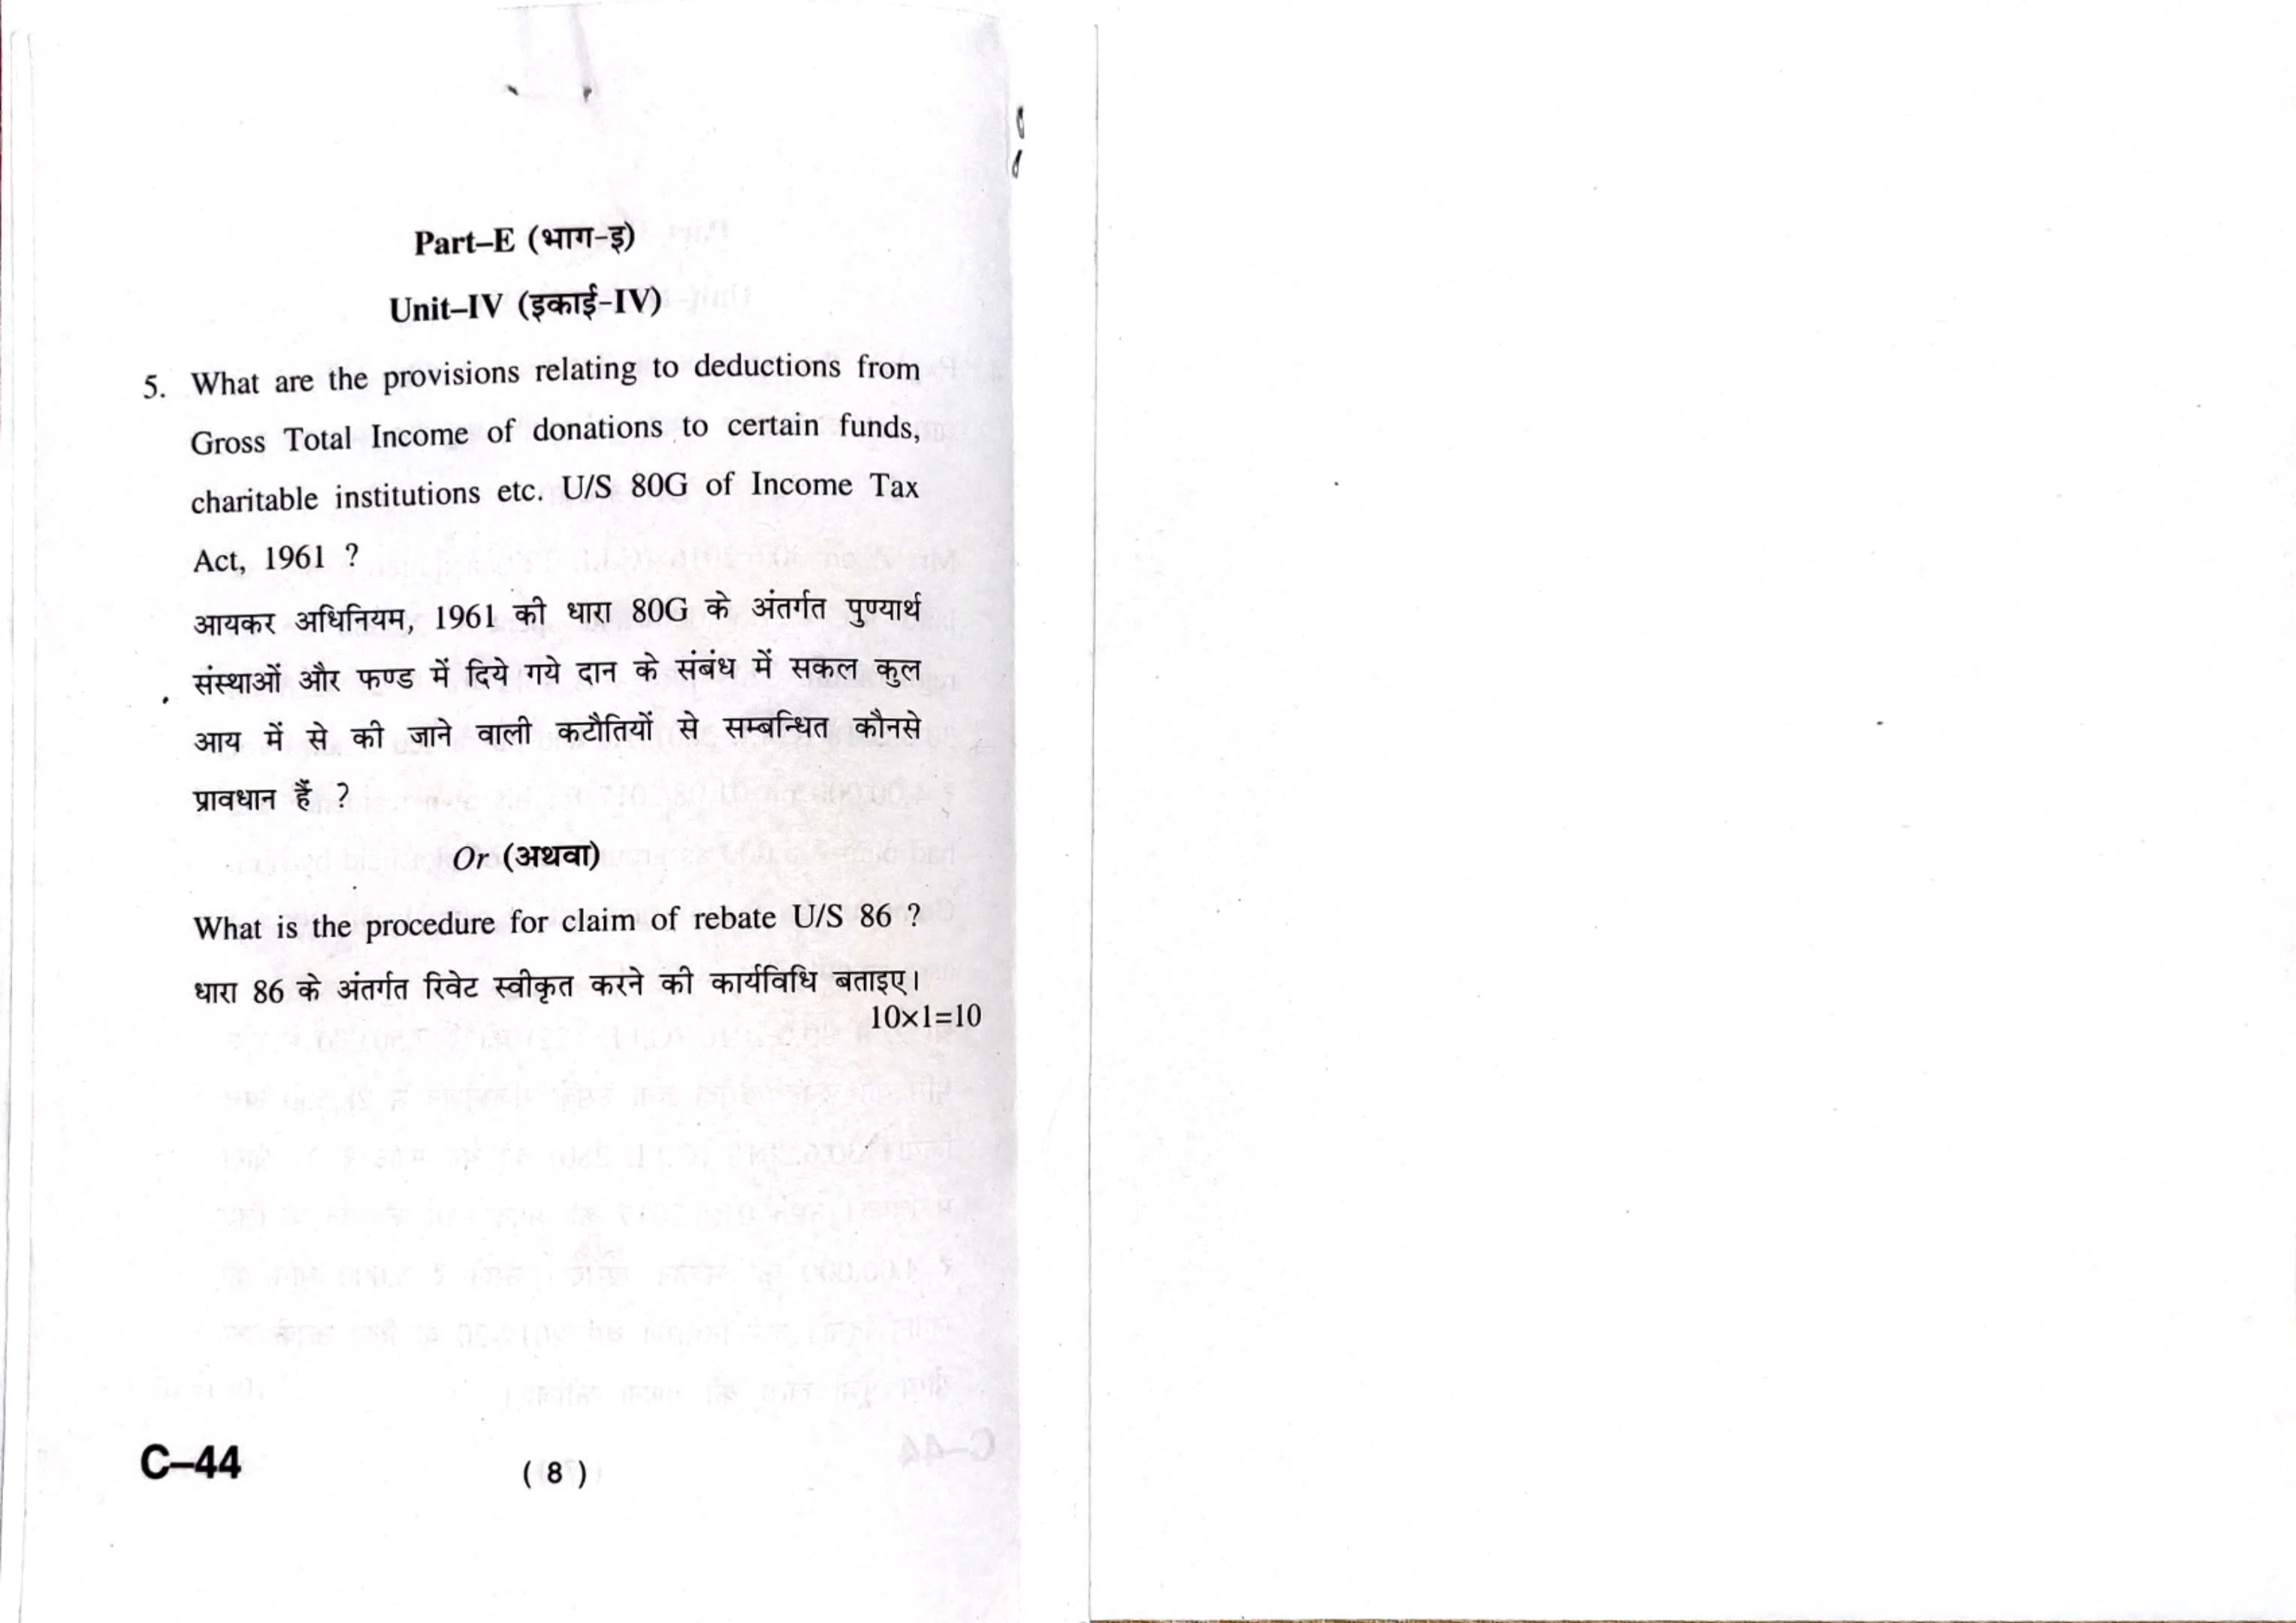 Part–E (भाग-इ)
Unit–IV (इकाई-IV)
5. What are the provisions relating to deductions from
Gross Total Income of donations to certain funds,
charitable institutions etc. U/S 80G of Income Tax
Act, 1961 ?
आयकर अधिनियम, 1961 की धारा 80G के अंतर्गत पुण्यार्थ
संस्थाओं और फण्ड में दिये गये दान के संबंध में सकल कुल
आय में से की जाने वाली कटौतियों से सम्बन्धित कौनसे
प्रावधान हैं ?
Or (अथवा)
What is the procedure for claim of rebate U/S 86 ?
धारा 86 के अंतर्गत रिवेट स्वीकृत करने की कार्यविधि बताइए।
10×1=10
C–44
( 8 )